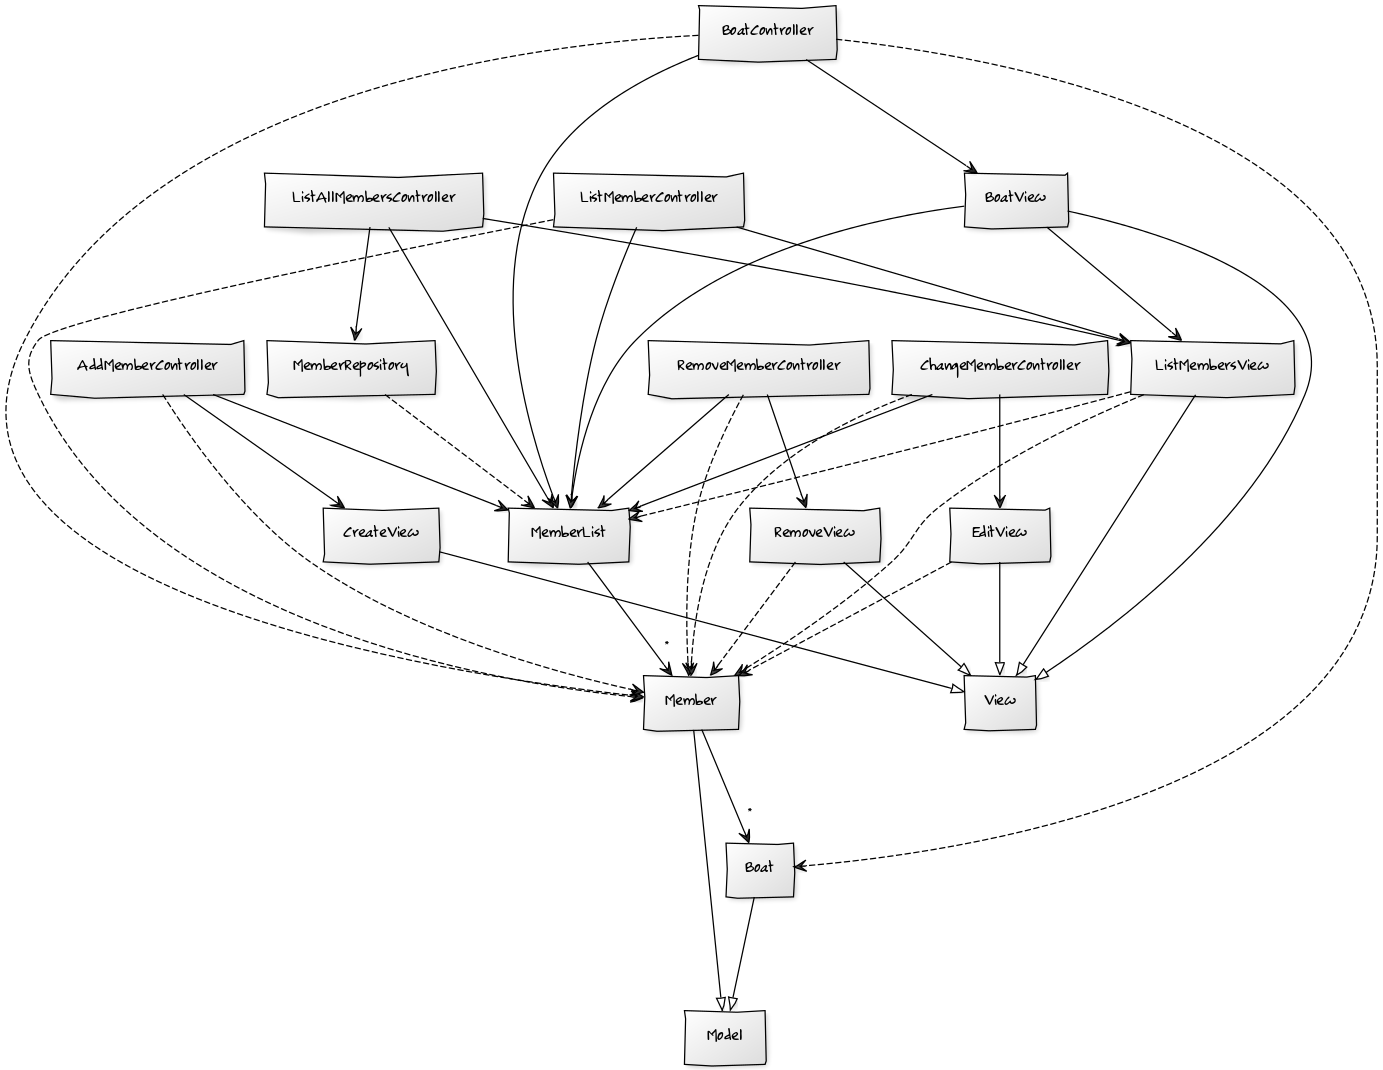 BoatController
ListAllMembersController
ListMemberController
BoatView
AddMemberController
MemberRepository
RemoveMemberController
ChangeMemberController
ListMembersView
CreateView
MemberList
RemoveView
EditView
*
Member
View
*
Boat
Model